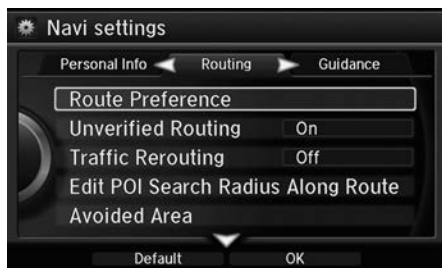 Navi settings
Personal Info Routing Guidance
Route Preference
Unverified Routing On
Traffic Rerouting Off
Edit POI Search Radius Along Route
Avoided Area
Default OK